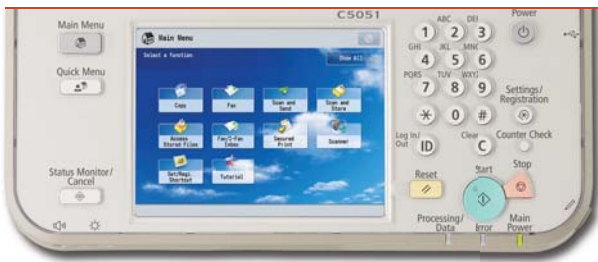 C5051
Main Menu
Quick Menu
Status Monitor/
Cancel
Main Menu
Select a function.
Show All
Copy
Fax
Scan and
Send
Scan and
Store
Access
Stored Files
Fax/I-Fax
Inbox
Secured
Print
Scanner
Set/Regi.
Shortcut
Tutorial
Power
ABC
DEF
1
2
3
GHI
JKL
MNO
4
5
6
PQRS
TUV
WXYZ
7
8
9
0
#
Settings/
Registration
Log In/
Out
ID
Clear
C
Counter Check
Reset
Start
Stop
Processing/
Data
Error
Main
Power